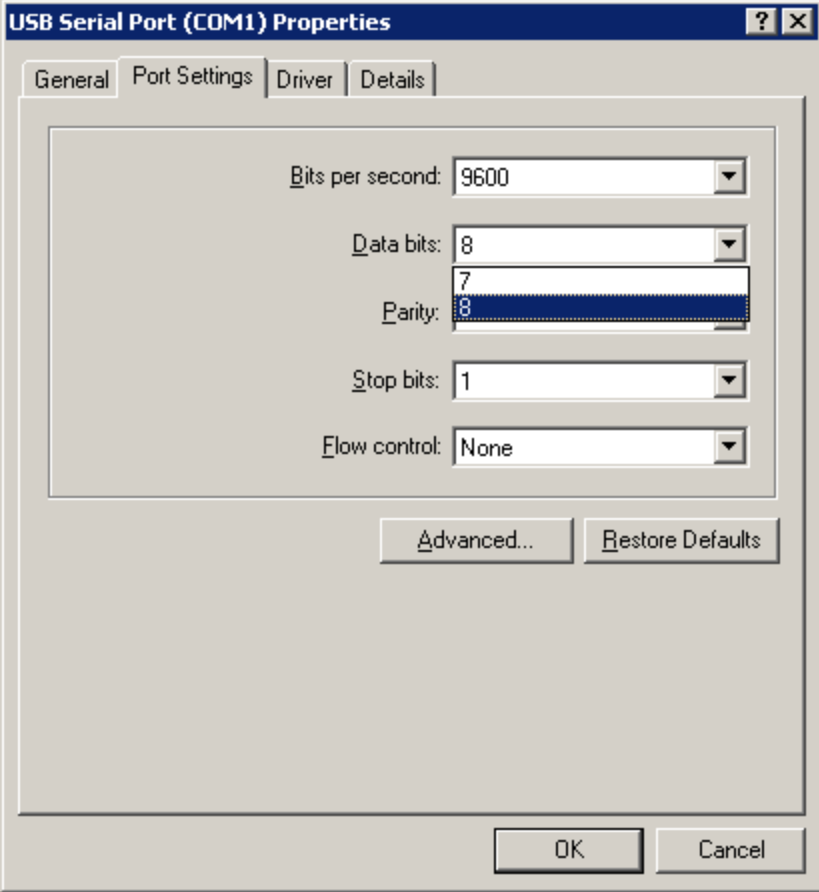 USB Serial Port (COM1) Properties
General Port Settings Driver Details
Bits per second: 9600
Data bits: 8
7
8
Parity:
Stop bits: 1
Flow control: None
Advanced... Restore Defaults
OK Cancel